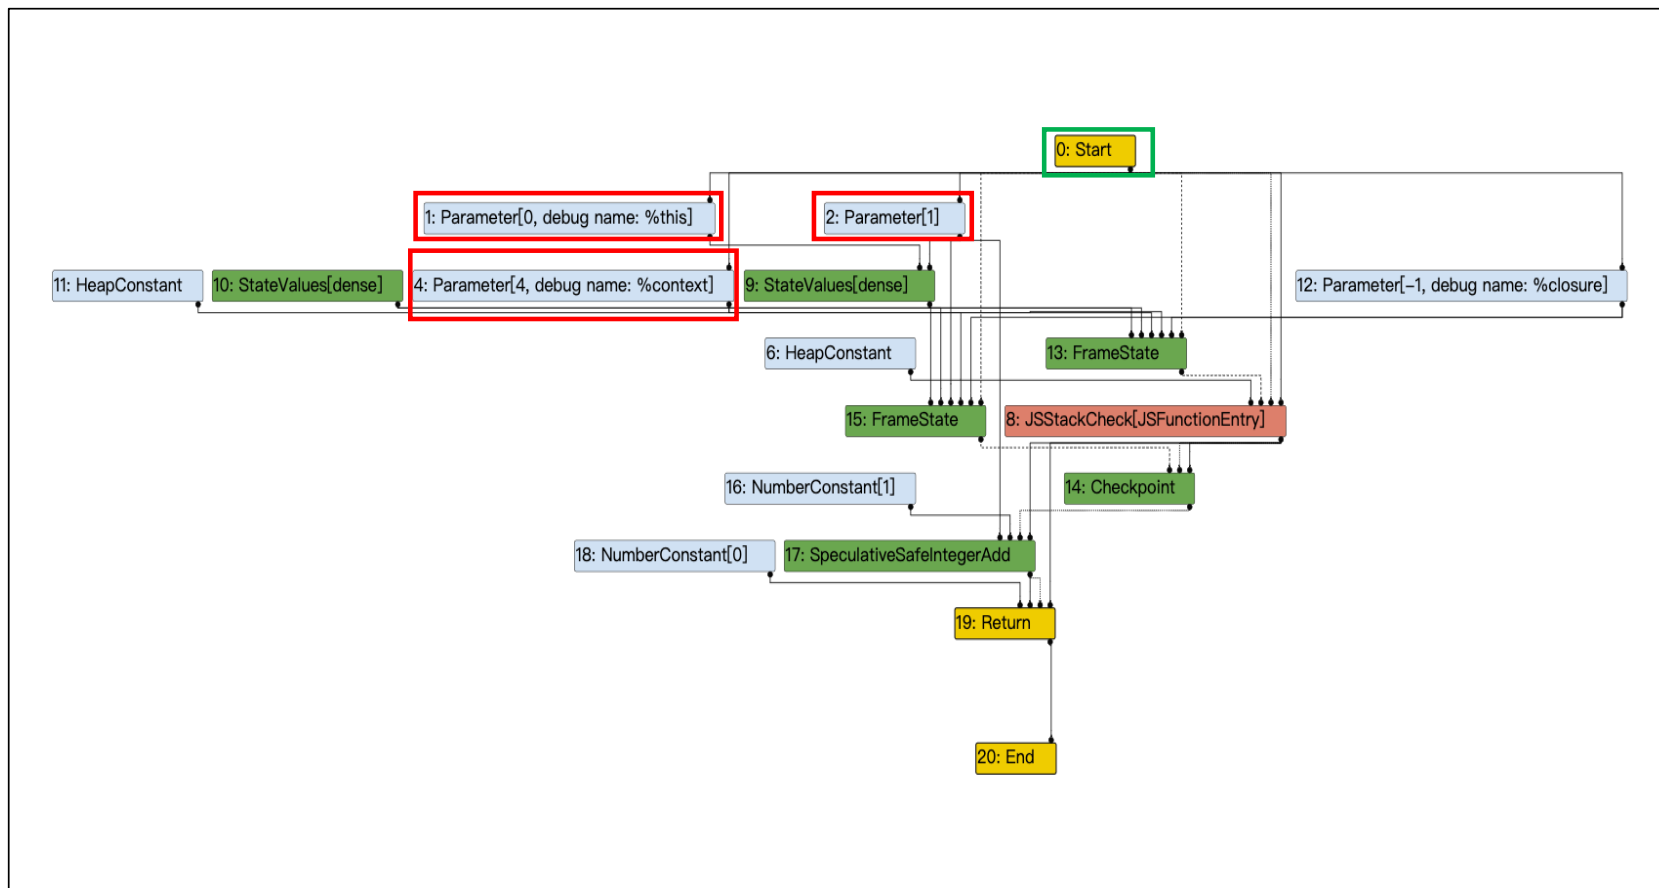 0: Start
1: Parameter[0, debug name: %this]
2: Parameter[1]
11: HeapConstant
10: StateValues[dense]
4: Parameter[4, debug name: %context]
9: StateValues[dense]
12: Parameter[−1, debug name: %closure]
6: HeapConstant
13: FrameState
15: FrameState
8: JSStackCheck[JSFunctionEntry]
16: NumberConstant[1]
14: Checkpoint
18: NumberConstant[0]
17: SpeculativeSafeIntegerAdd
19: Return
20: End